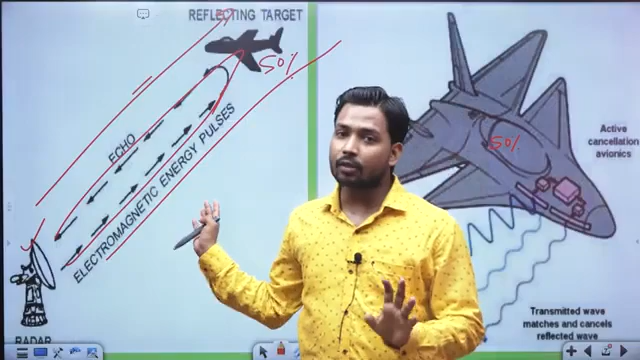 REFLECTING TARGET
50%
ECHO
ELECTROMAGNETIC ENERGY PULSES
RADAR
50%
Active
cancellation
avionics
Transmitted wave
matches and cancels
reflected wave